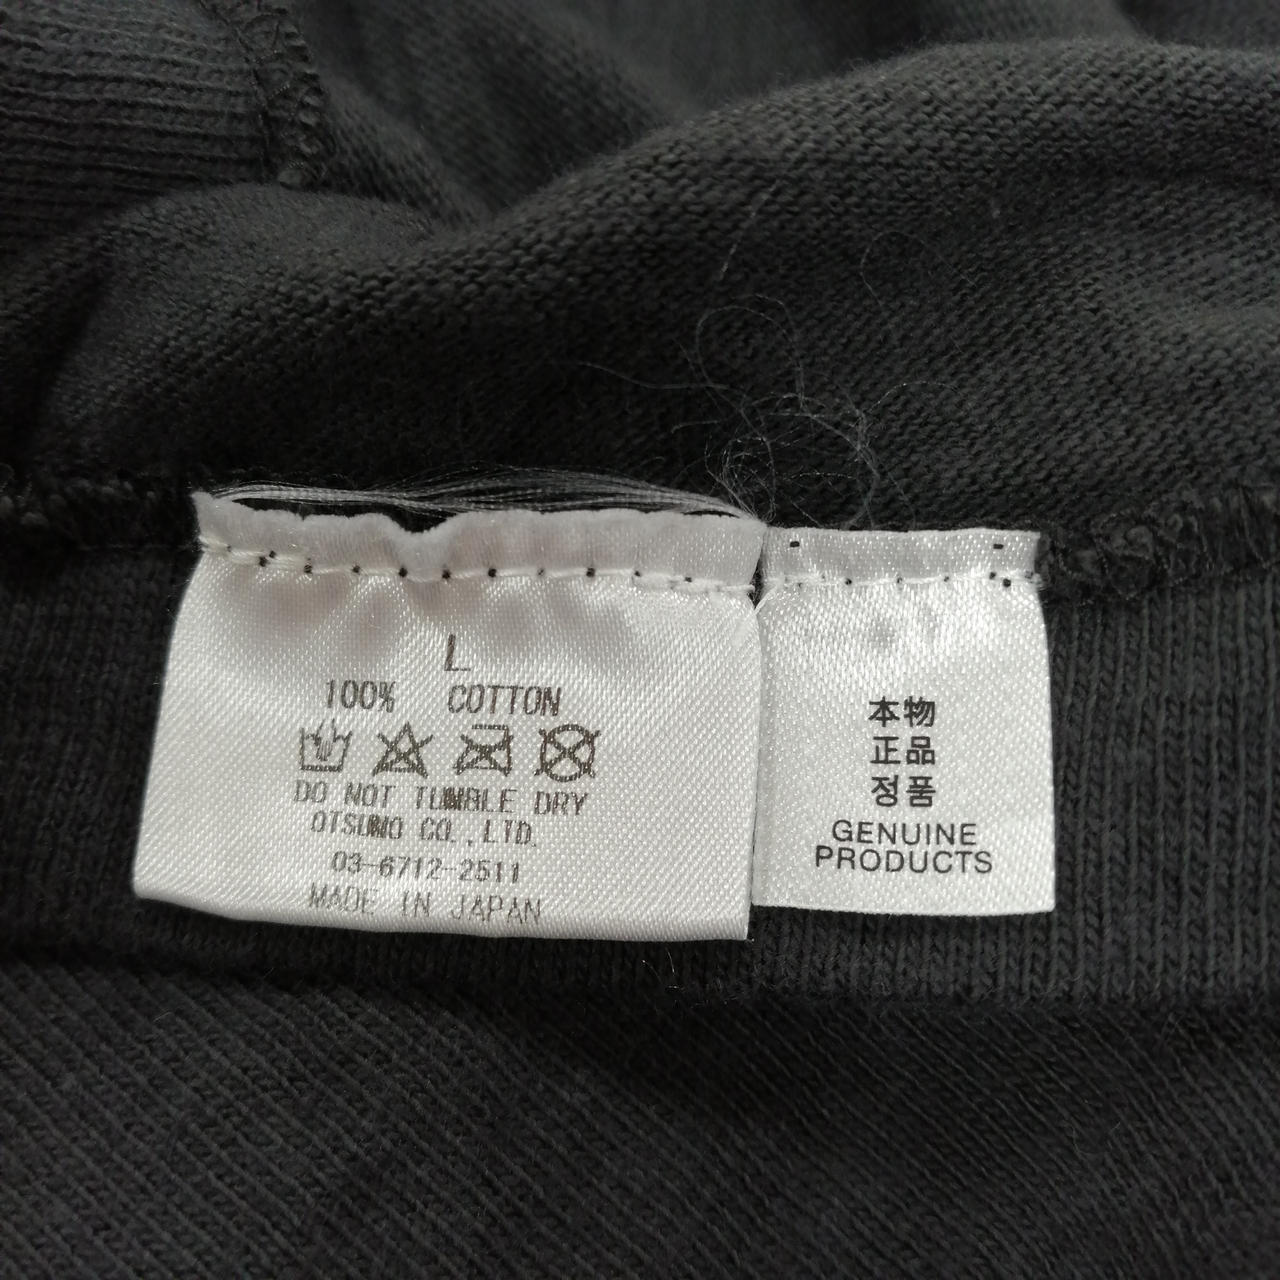 L
100% COTTON
DO NOT TUMBLE DRY
OTSUMO CO.,LTD.
03-6712-2511
MADE IN JAPAN
本物
正品
정품
GENUINE
PRODUCTS